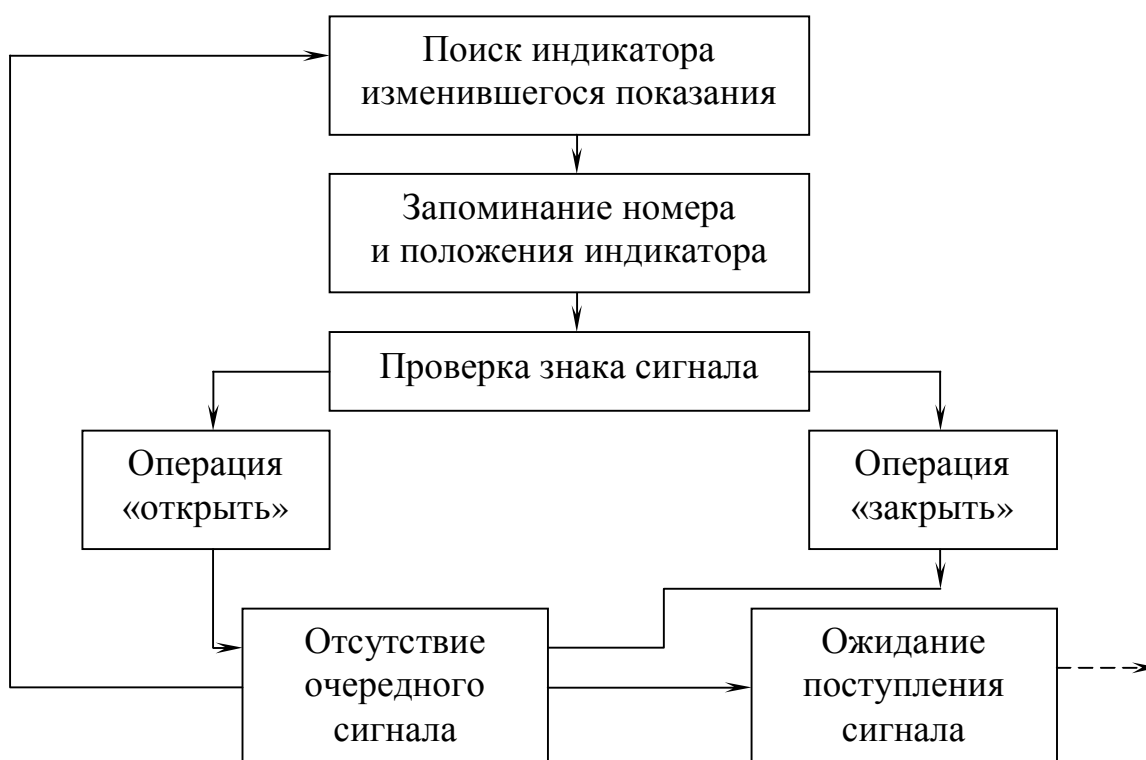 Поиск индикатора
изменившегося показания
Запоминание номера
и положения индикатора
Проверка знака сигнала
Операция
«открыть»
Операция
«закрыть»
Отсутствие
очередного
сигнала
Ожидание
поступления
сигнала